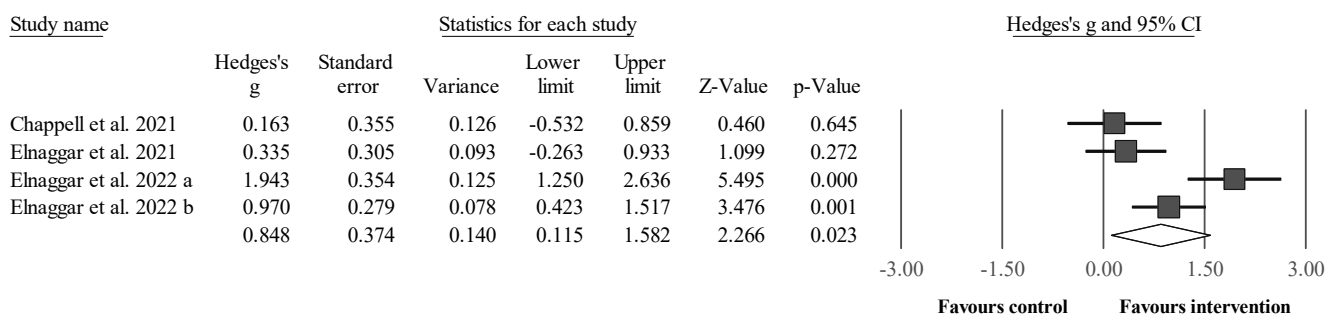 Study name Statistics for each study Hedges's g and 95% CI
Hedges's Standard Lower Upper
g error Variance limit limit Z-Value p-Value
Chappell et al. 2021 0.163 0.355 0.126 -0.532 0.859 0.460 0.645
Elnaggar et al. 2021 0.335 0.305 0.093 -0.263 0.933 1.099 0.272
Elnaggar et al. 2022 a 1.943 0.354 0.125 1.250 2.636 5.495 0.000
Elnaggar et al. 2022 b 0.970 0.279 0.078 0.423 1.517 3.476 0.001
0.848 0.374 0.140 0.115 1.582 2.266 0.023
-3.00 -1.50 0.00 1.50 3.00
Favours control Favours intervention